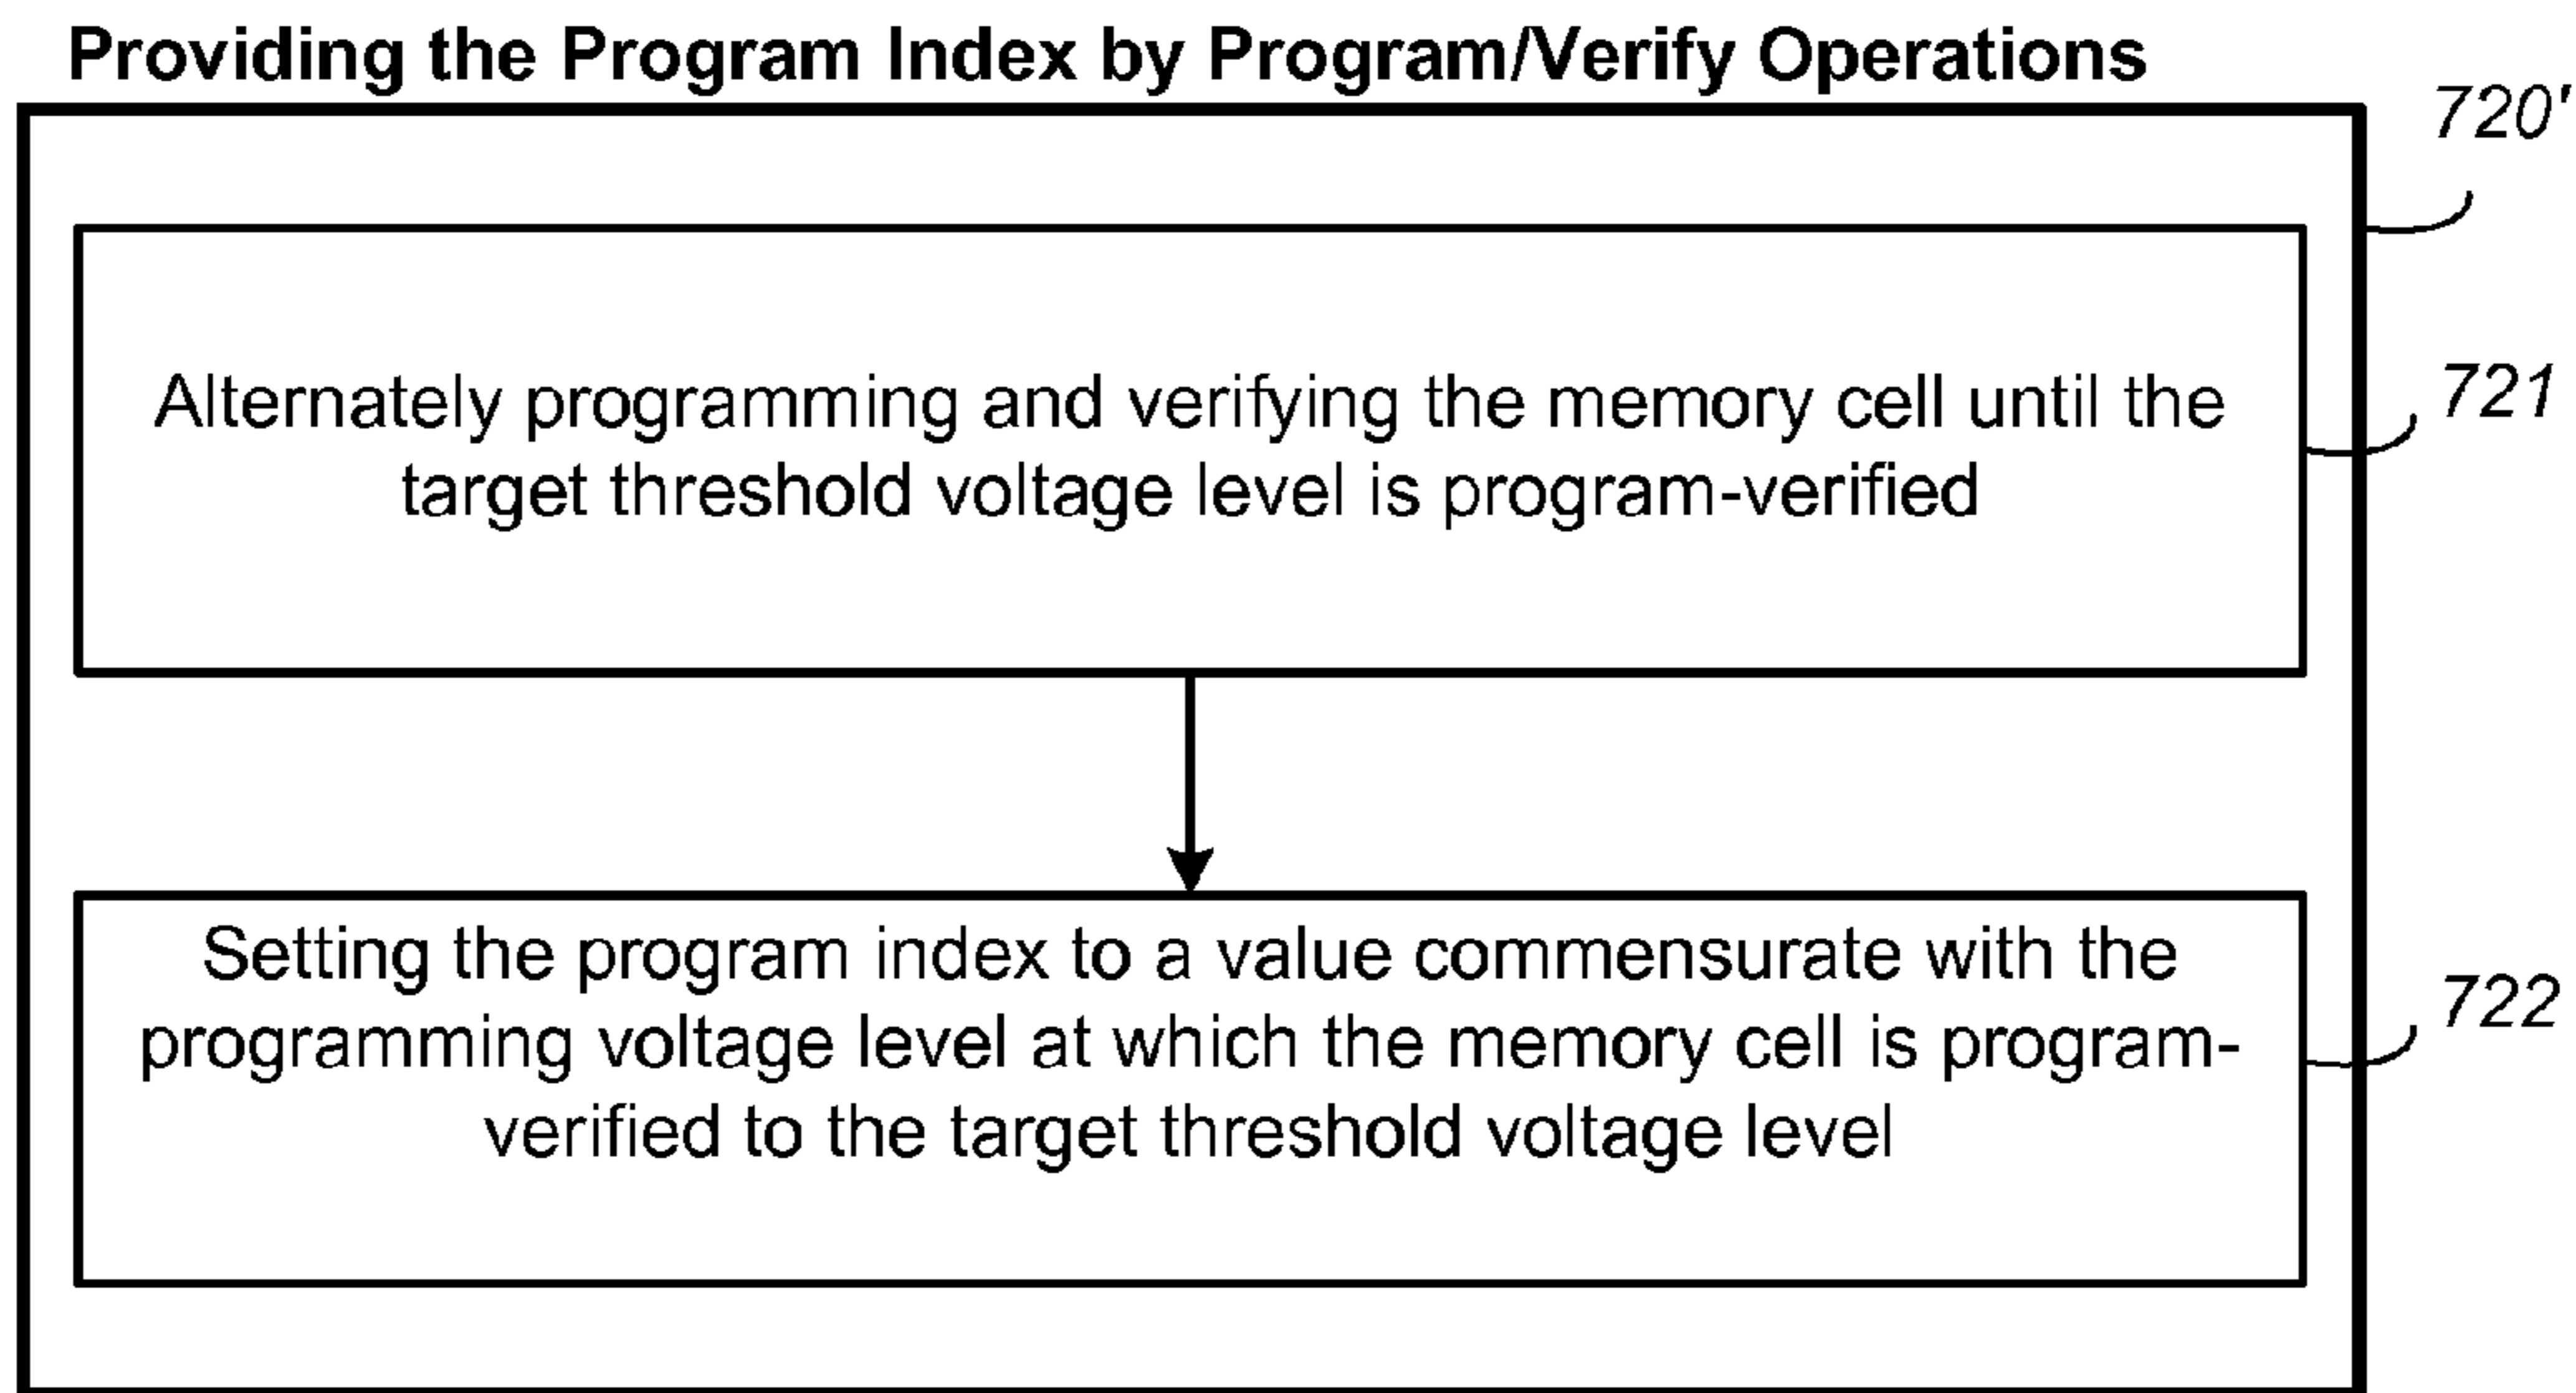 Providing the Program Index by Program/Verify Operations
720'
Alternately programming and verifying the memory cell until the
target threshold voltage level is program-verified
721
Setting the program index to a value commensurate with the
programming voltage level at which the memory cell is program-
verified to the target threshold voltage level
722